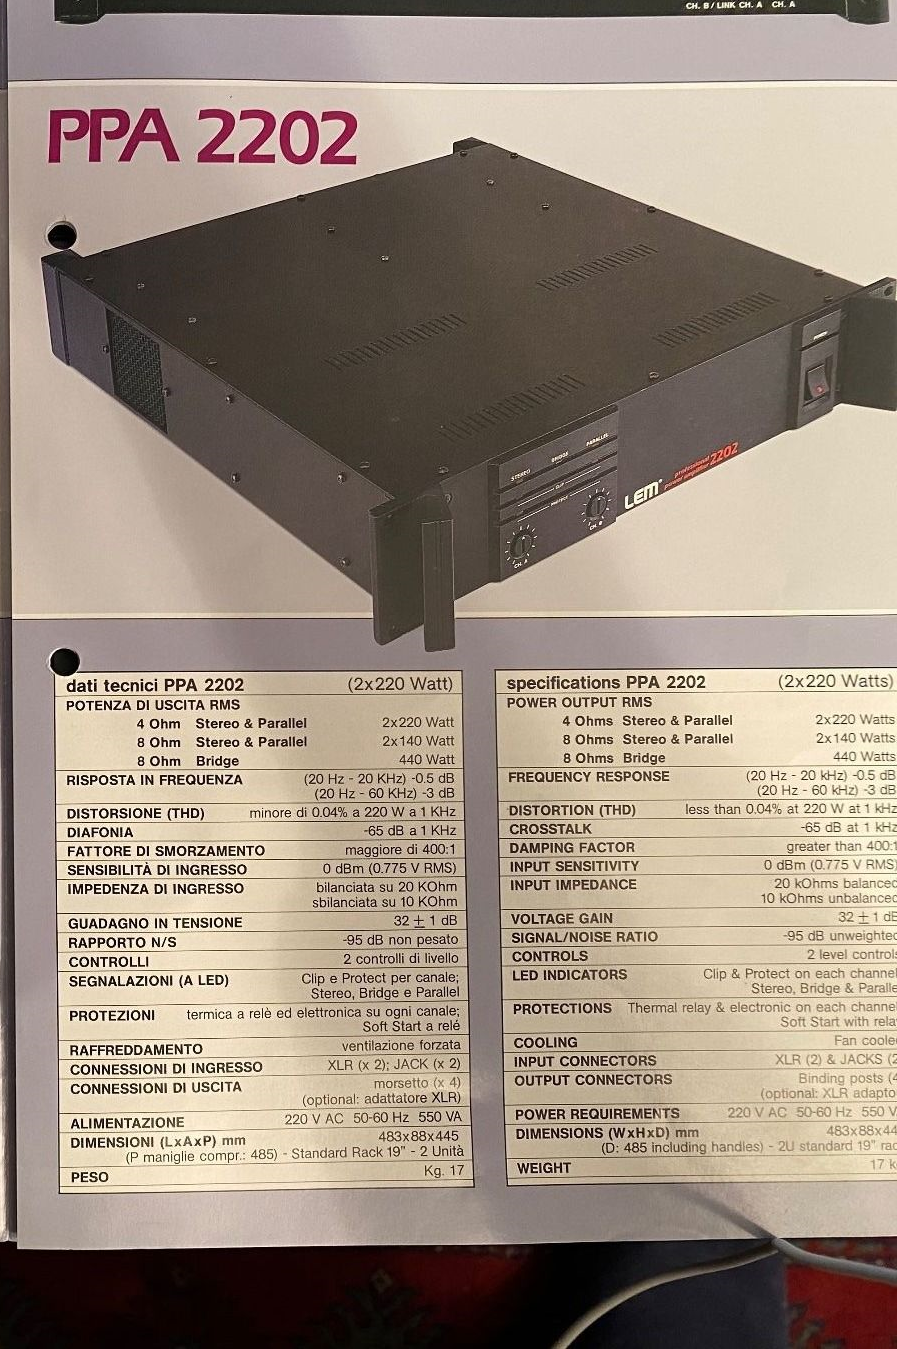 CH. B / LINK CH. A CH. A
PPA 2202
POWER
STEREO BRIDGE PARALLEL
CLIP
PROTECT
CH. A CH. B
LEM professional
power amplifier 2202
dati tecnici PPA 2202 (2x220 Watt)
POTENZA DI USCITA RMS
4 Ohm Stereo & Parallel 2x220 Watt
8 Ohm Stereo & Parallel 2x140 Watt
8 Ohm Bridge 440 Watt
RISPOSTA IN FREQUENZA (20 Hz - 20 KHz) -0.5 dB
(20 Hz - 60 KHz) -3 dB
DISTORSIONE (THD) minore di 0.04% a 220 W a 1 KHz
DIAFONIA -65 dB a 1 KHz
FATTORE DI SMORZAMENTO maggiore di 400:1
SENSIBILITÀ DI INGRESSO 0 dBm (0.775 V RMS)
IMPEDENZA DI INGRESSO bilanciata su 20 KOhm
sbilanciata su 10 KOhm
GUADAGNO IN TENSIONE 32 ± 1 dB
RAPPORTO N/S -95 dB non pesato
CONTROLLI 2 controlli di livello
SEGNALAZIONI (A LED) Clip e Protect per canale;
Stereo, Bridge e Parallel
PROTEZIONI termica a relè ed elettronica su ogni canale;
Soft Start a relé
RAFFREDDAMENTO ventilazione forzata
CONNESSIONI DI INGRESSO XLR (x 2); JACK (x 2)
CONNESSIONI DI USCITA morsetto (x 4)
(optional: adattatore XLR)
ALIMENTAZIONE 220 V AC 50-60 Hz 550 VA
DIMENSIONI (LxAxP) mm 483x88x445
(P maniglie compr.: 485) - Standard Rack 19" - 2 Unità
PESO Kg. 17
specifications PPA 2202 (2x220 Watts)
POWER OUTPUT RMS
4 Ohms Stereo & Parallel 2x220 Watts
8 Ohms Stereo & Parallel 2x140 Watts
8 Ohms Bridge 440 Watts
FREQUENCY RESPONSE (20 Hz - 20 kHz) -0.5 dB
(20 Hz - 60 kHz) -3 dB
DISTORTION (THD) less than 0.04% at 220 W at 1 kHz
CROSSTALK -65 dB at 1 kHz
DAMPING FACTOR greater than 400:1
INPUT SENSITIVITY 0 dBm (0.775 V RMS)
INPUT IMPEDANCE 20 kOhms balanced
10 kOhms unbalanced
VOLTAGE GAIN 32 ± 1 dB
SIGNAL/NOISE RATIO -95 dB unweighted
CONTROLS 2 level controls
LED INDICATORS Clip & Protect on each channel
Stereo, Bridge & Paralle
PROTECTIONS Thermal relay & electronic on each channel
Soft Start with relay
COOLING Fan coole
INPUT CONNECTORS XLR (2) & JACKS (2
OUTPUT CONNECTORS Binding posts (4
(optional: XLR adapto
POWER REQUIREMENTS 220 V AC 50-60 Hz 550 V
DIMENSIONS (WxHxD) mm 483x88x445
(D: 485 including handles) - 2U standard 19" rac
WEIGHT 17 k